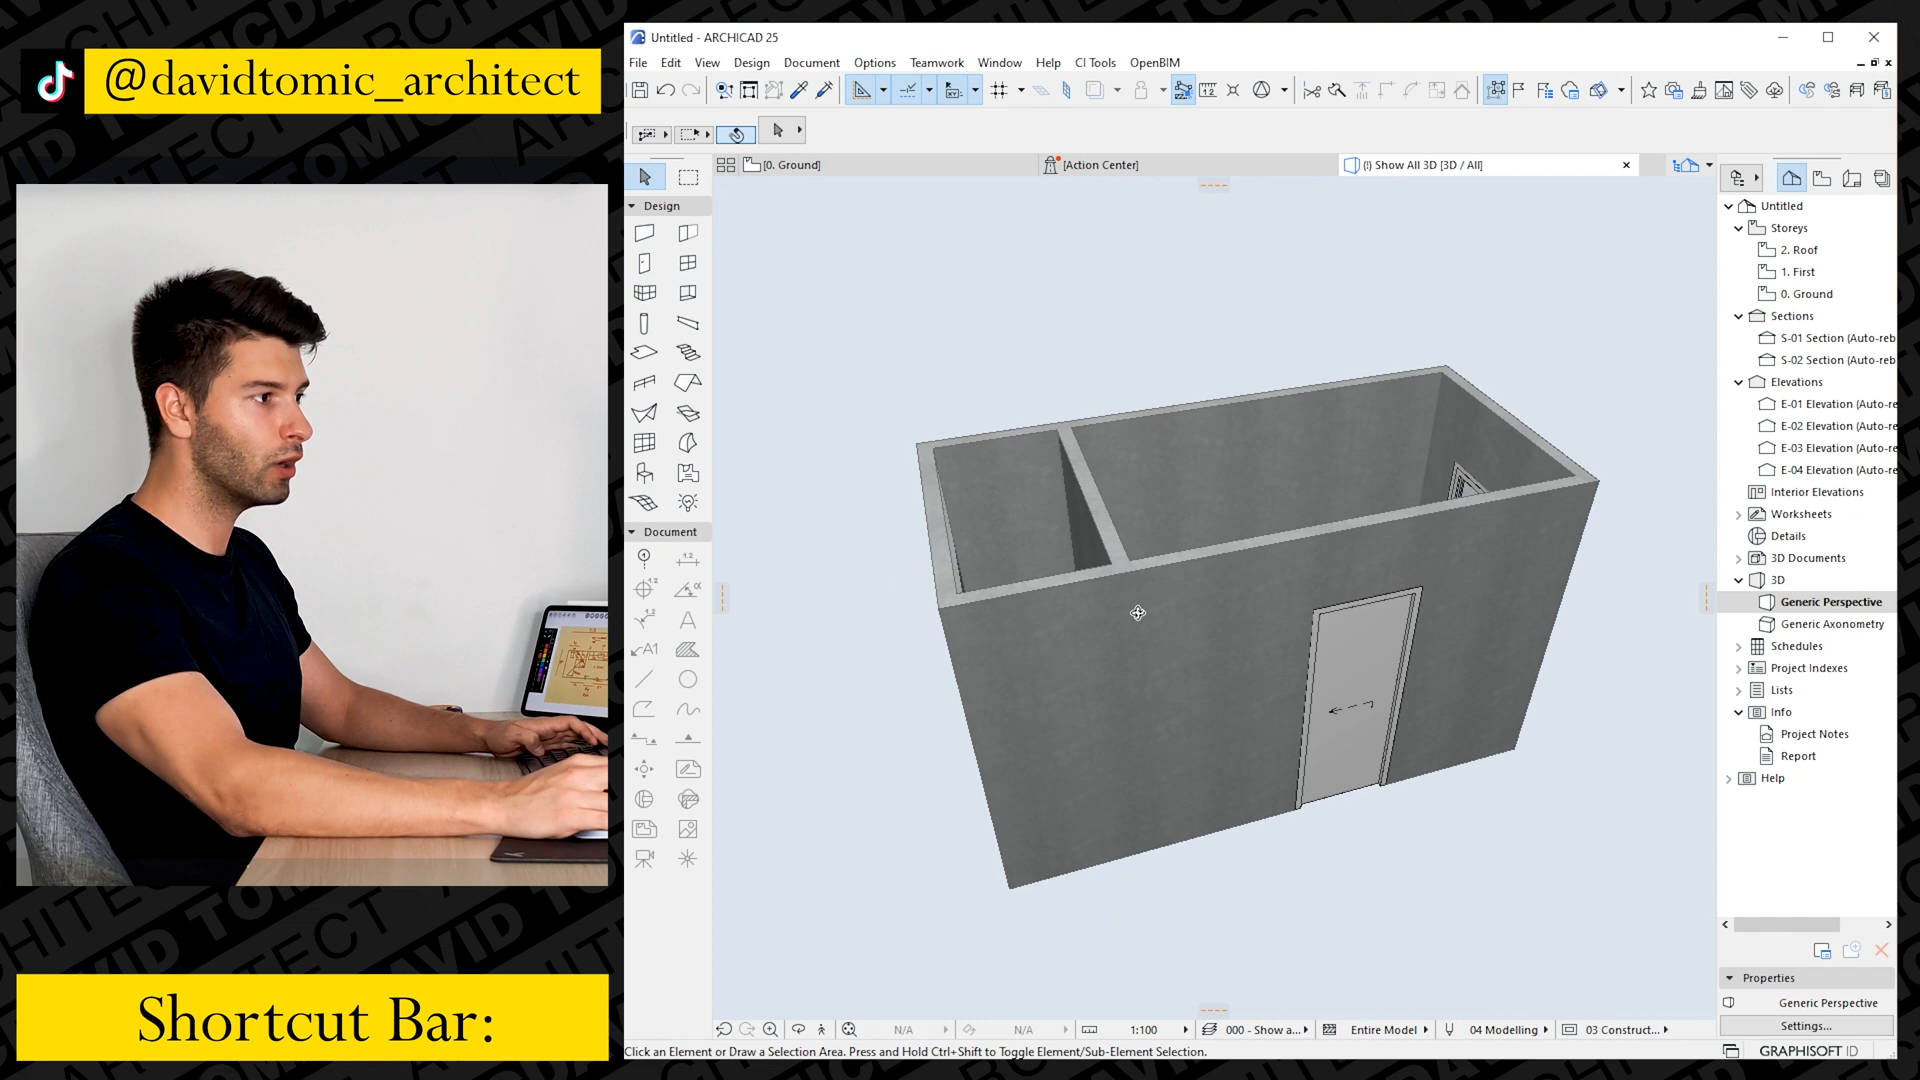 @davidtomic_architect
Shortcut Bar:
Untitled - ARCHICAD 25
File Edit View Design Document Options Teamwork Window Help CI Tools OpenBIM
[0. Ground]
[Action Center]
(!) Show All 3D [3D / All]
Design
Document
1.2
1.2
A
A1
Untitled
Storeys
2. Roof
1. First
0. Ground
Sections
S-01 Section (Auto-reb
S-02 Section (Auto-reb
Elevations
E-01 Elevation (Auto-re
E-02 Elevation (Auto-re
E-03 Elevation (Auto-re
E-04 Elevation (Auto-re
Interior Elevations
Worksheets
Details
3D Documents
3D
Generic Perspective
Generic Axonometry
Schedules
Project Indexes
Lists
Info
Project Notes
Report
Help
Properties
Generic Perspective
Settings...
N/A N/A 1:100 000 - Show a... Entire Model 04 Modelling 03 Construct...
Click an Element or Draw a Selection Area. Press and Hold Ctrl+Shift to Toggle Element/Sub-Element Selection.
GRAPHISOFT ID